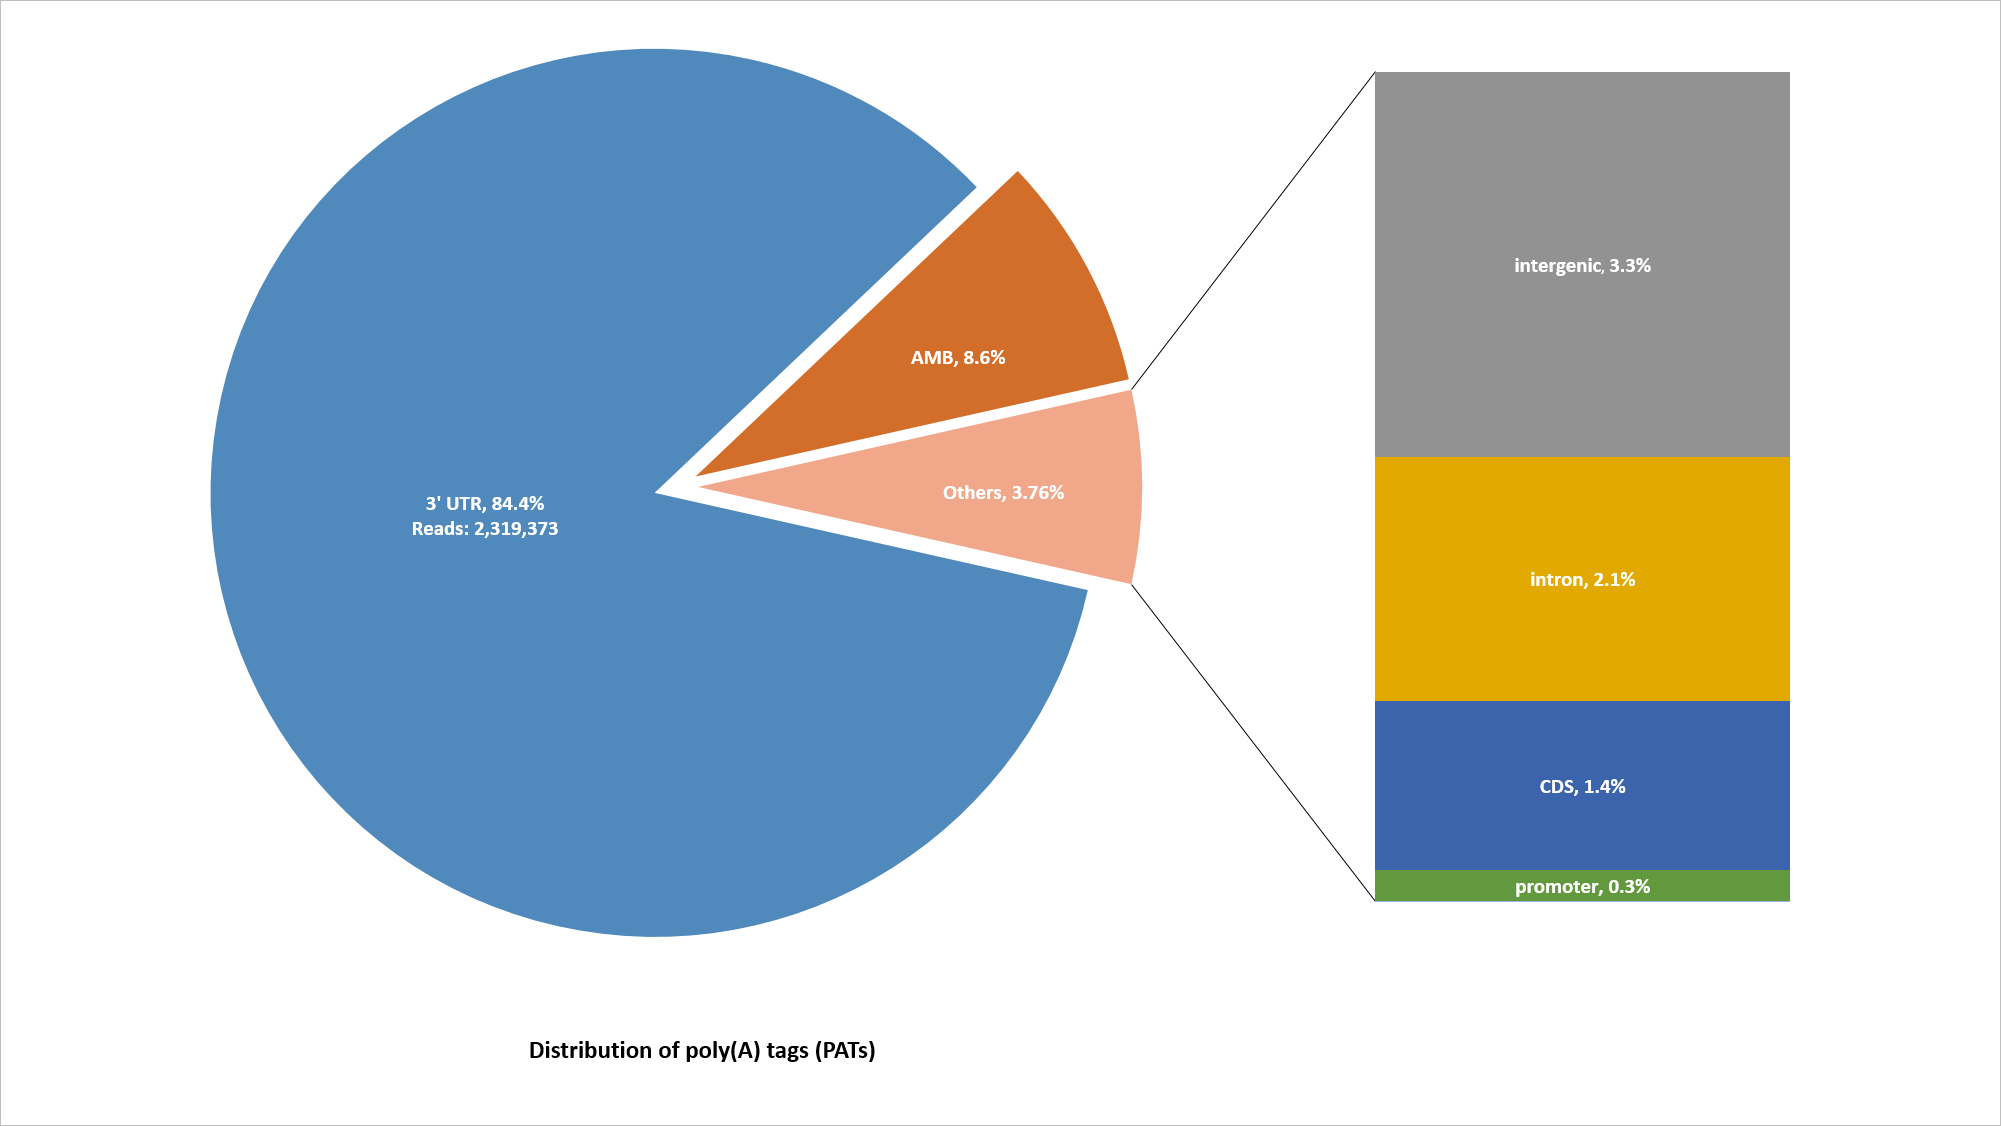 3' UTR, 84.4%
Reads: 2,319,373
AMB, 8.6%
Others, 3.76%
intergenic, 3.3%
intron, 2.1%
CDS, 1.4%
promoter, 0.3%
Distribution of poly(A) tags (PATs)